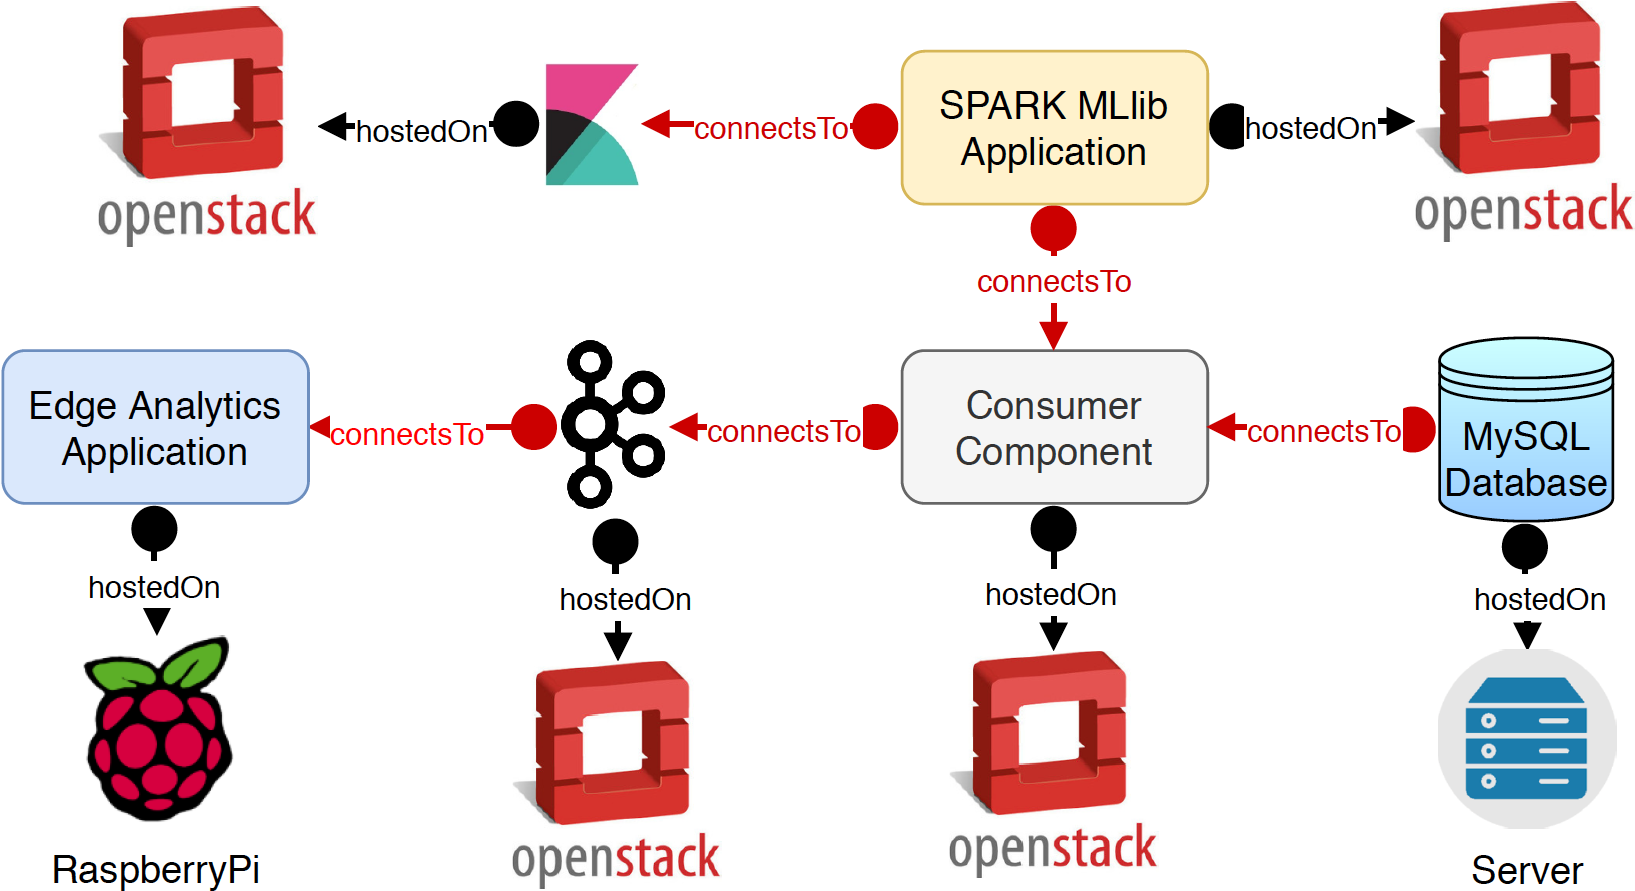 SPARK MLlib
Application
hostedOn
connectsTo
hostedOn
openstack
openstack
connectsTo
Edge Analytics
Application
connectsTo
connectsTo
Consumer
Component
connectsTo
MySQL
Database
hostedOn
hostedOn
hostedOn
hostedOn
RaspberryPi
openstack
openstack
Server